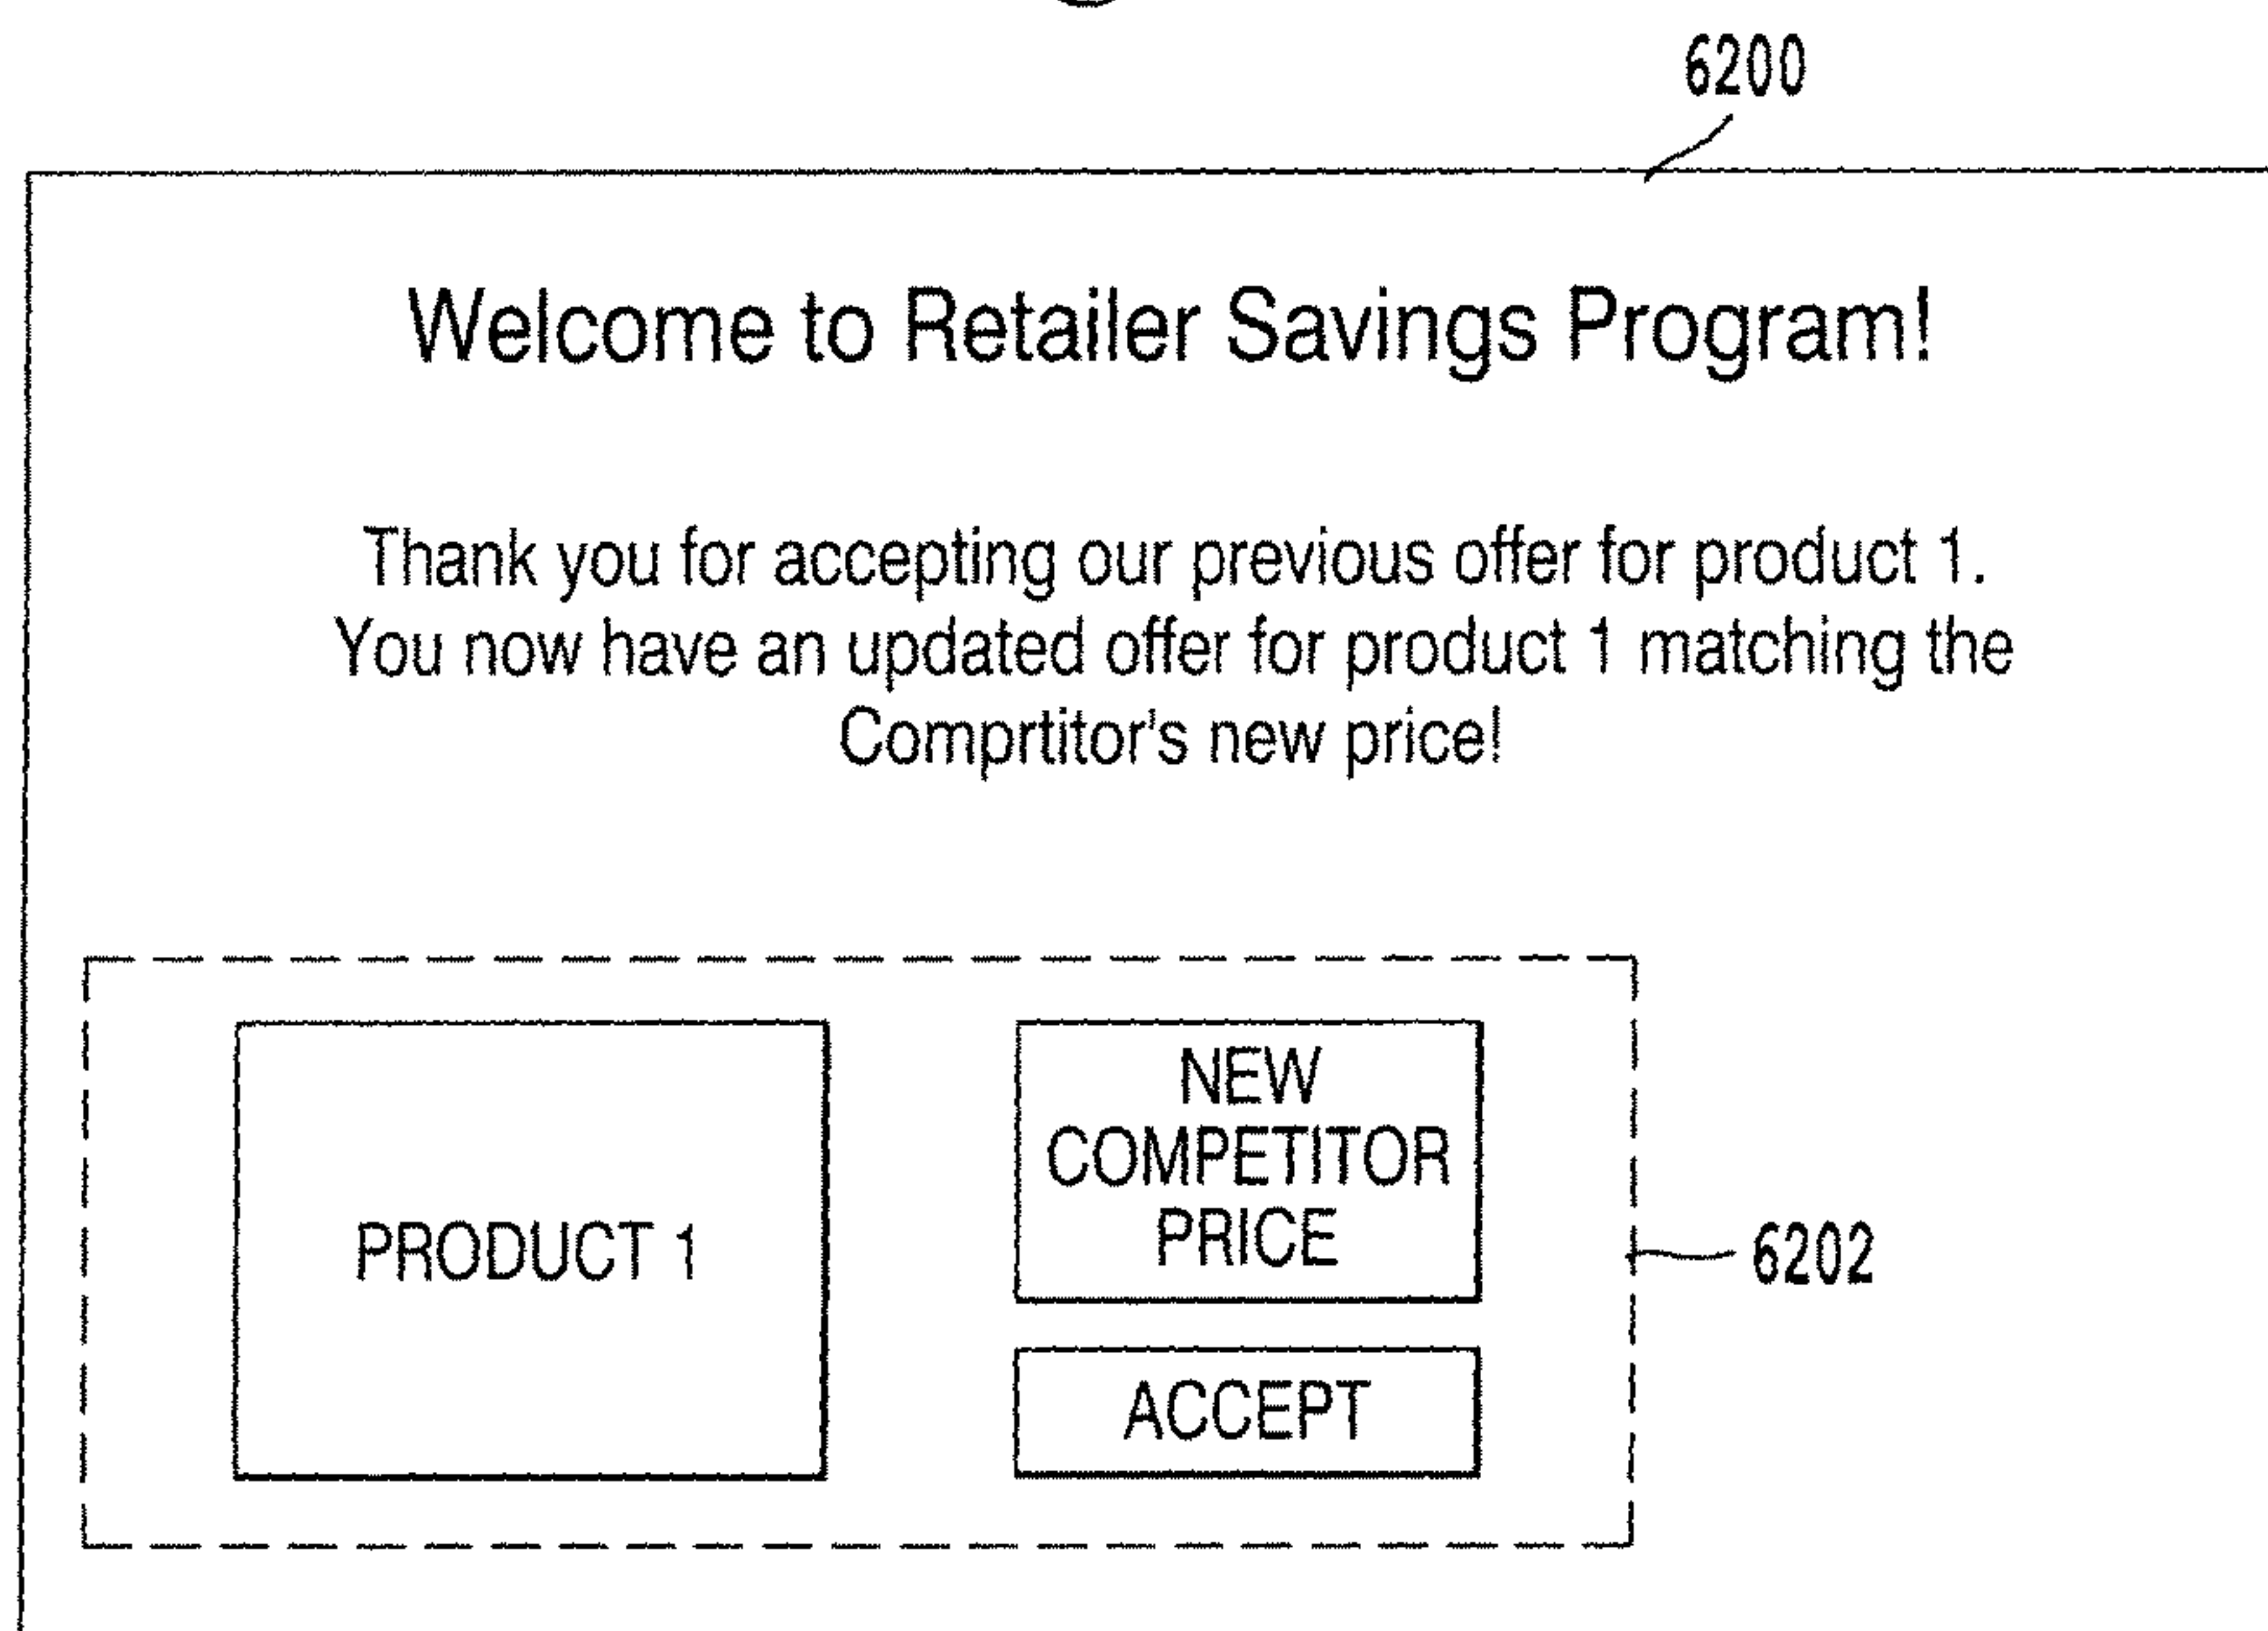 6200
Welcome to Retailer Savings Program!
Thank you for accepting our previous offer for product 1.
You now have an updated offer for product 1 matching the
Comprtitor's new price!
PRODUCT 1
NEW
COMPETITOR
PRICE
ACCEPT
6202